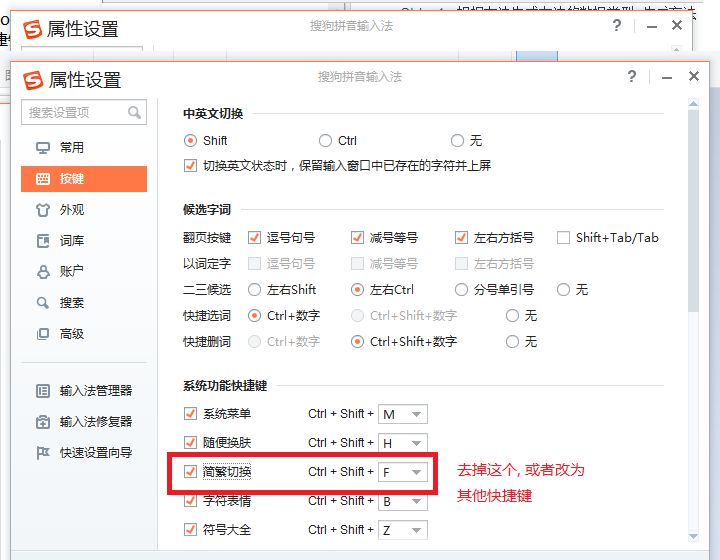 属性设置
搜狗拼音输入法
属性设置
搜狗拼音输入法
搜索设置项
常用
按键
外观
词库
账户
搜索
高级
输入法管理器
输入法修复器
快速设置向导
中英文切换
Shift Ctrl 无
切换英文状态时，保留输入窗口中已存在的字符并上屏
候选字词
翻页按键 逗号句号 减号等号 左右方括号 Shift+Tab/Tab
以词定字 逗号句号 减号等号 左右方括号
二三候选 左右Shift 左右Ctrl 分号单引号 无
快捷选词 Ctrl+数字 Ctrl+Shift+数字 无
快捷删词 Ctrl+数字 Ctrl+Shift+数字 无
系统功能快捷键
系统菜单 Ctrl + Shift + M
随便换肤 Ctrl + Shift + H
简繁切换 Ctrl + Shift + F
字符表情 Ctrl + Shift + B
符号大全 Ctrl + Shift + Z
去掉这个, 或者改为
其他快捷键